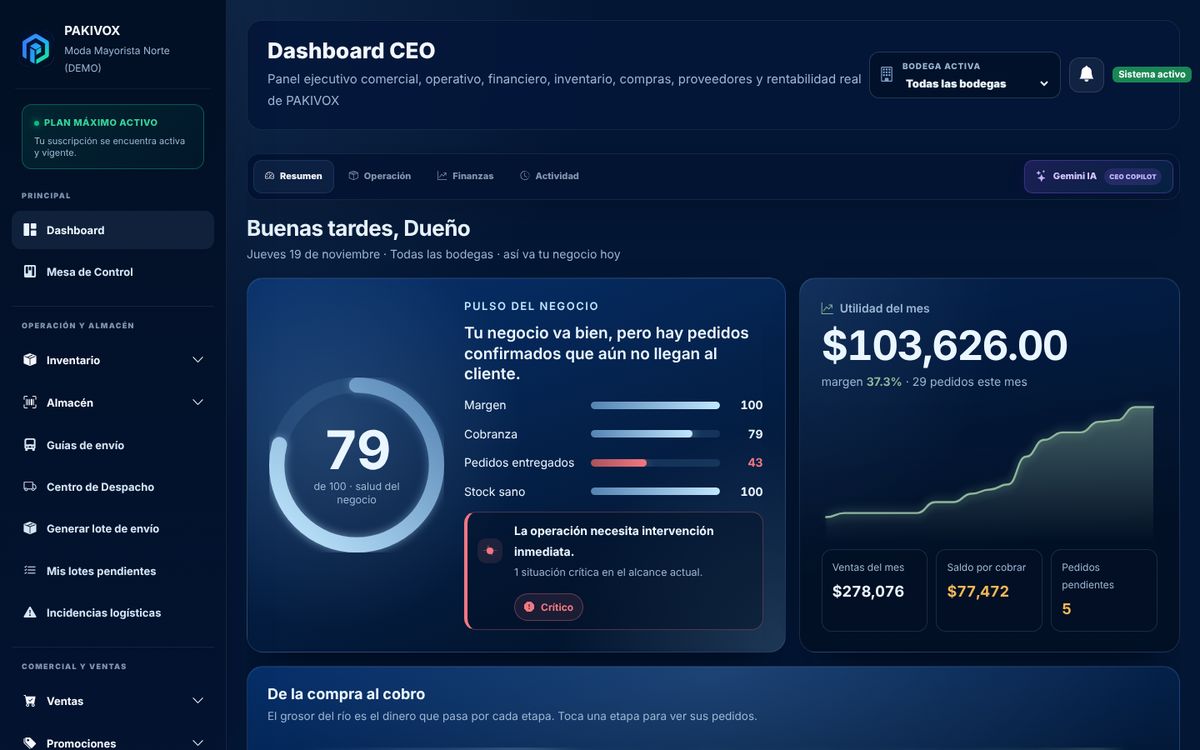 PAKIVOX
Moda Mayorista Norte
(DEMO)
PLAN MÁXIMO ACTIVO
Tu suscripción se encuentra activa
y vigente.
PRINCIPAL
Dashboard
Mesa de Control
OPERACIÓN Y ALMACÉN
Inventario
Almacén
Guías de envío
Centro de Despacho
Generar lote de envío
Mis lotes pendientes
Incidencias logísticas
COMERCIAL Y VENTAS
Ventas
Promociones
Dashboard CEO
Panel ejecutivo comercial, operativo, financiero, inventario, compras, proveedores y rentabilidad real
de PAKIVOX
BODEGA ACTIVA
Todas las bodegas
Sistema activo
Resumen
Operación
Finanzas
Actividad
Gemini IA
CEO COPILOT
Buenas tardes, Dueño
Jueves 19 de noviembre · Todas las bodegas · así va tu negocio hoy
79
de 100 · salud del
negocio
PULSO DEL NEGOCIO
Tu negocio va bien, pero hay pedidos
confirmados que aún no llegan al
cliente.
Margen 100
Cobranza 79
Pedidos entregados 43
Stock sano 100
La operación necesita intervención
inmediata.
1 situación crítica en el alcance actual.
Crítico
Utilidad del mes
$103,626.00
margen 37.3% · 29 pedidos este mes
Ventas del mes
$278,076
Saldo por cobrar
$77,472
Pedidos
pendientes
5
De la compra al cobro
El grosor del río es el dinero que pasa por cada etapa. Toca una etapa para ver sus pedidos.